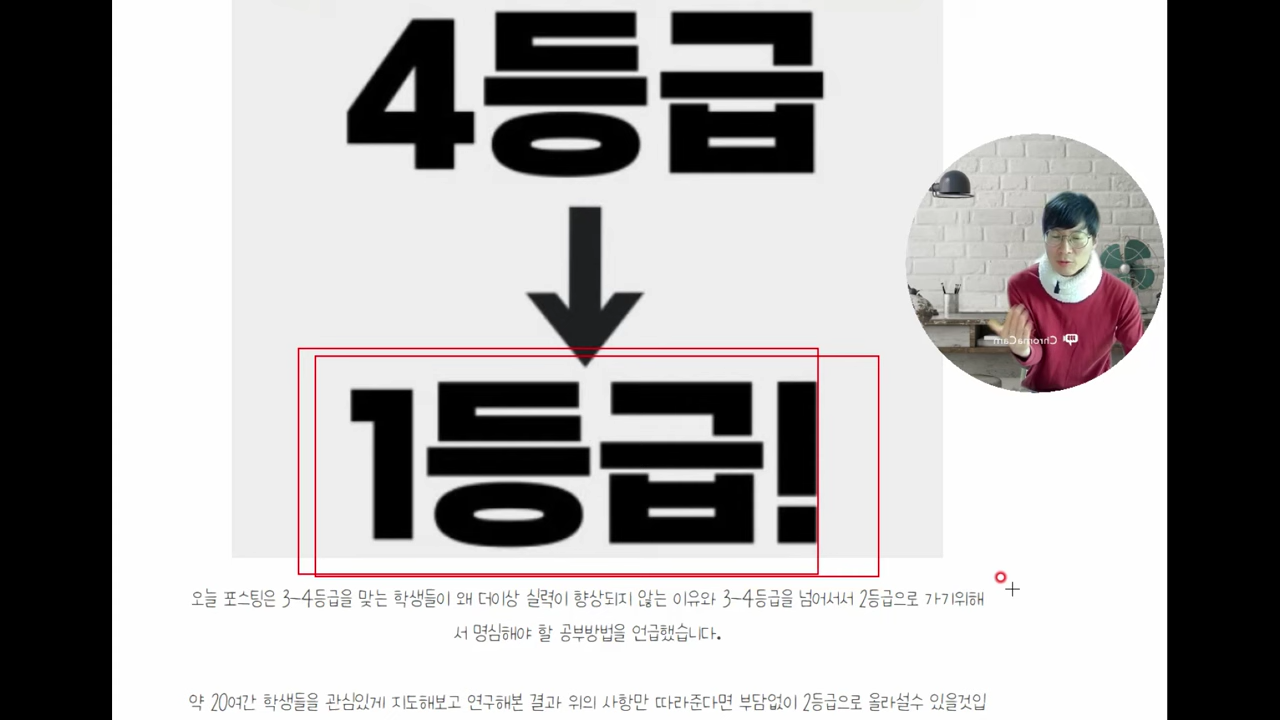 4등급
1등급!
ChromaCam
오늘 포스팅은 3~4등급을 맞는 학생들이 왜 더이상 실력이 향상되지 않는 이유와 3~4등급을 넘어서서 2등급으로 가기위해
서 명심해야 할 공부방법을 언급했습니다.
약 20여간 학생들을 관심있게 지도해보고 연구해본 결과 위의 사항만 따라준다면 부담없이 2등급으로 올라설수 있을것입